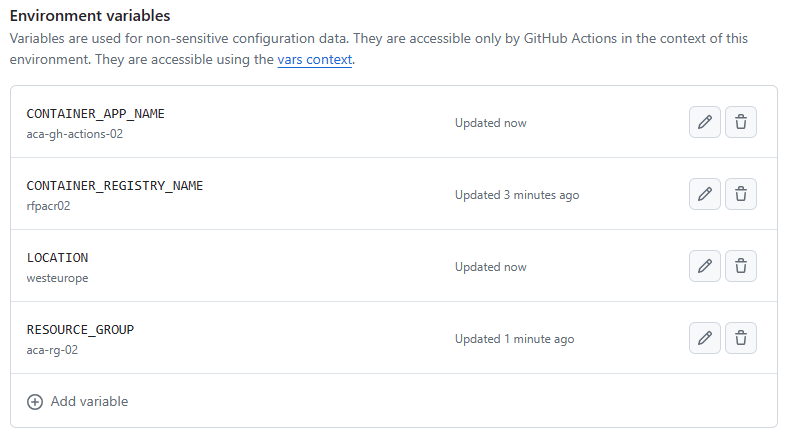 Environment variables
Variables are used for non-sensitive configuration data. They are accessible only by GitHub Actions in the context of this
environment. They are accessible using the vars context.
CONTAINER_APP_NAME
aca-gh-actions-02
Updated now
CONTAINER_REGISTRY_NAME
rfpacr02
Updated 3 minutes ago
LOCATION
westeurope
Updated now
RESOURCE_GROUP
aca-rg-02
Updated 1 minute ago
Add variable